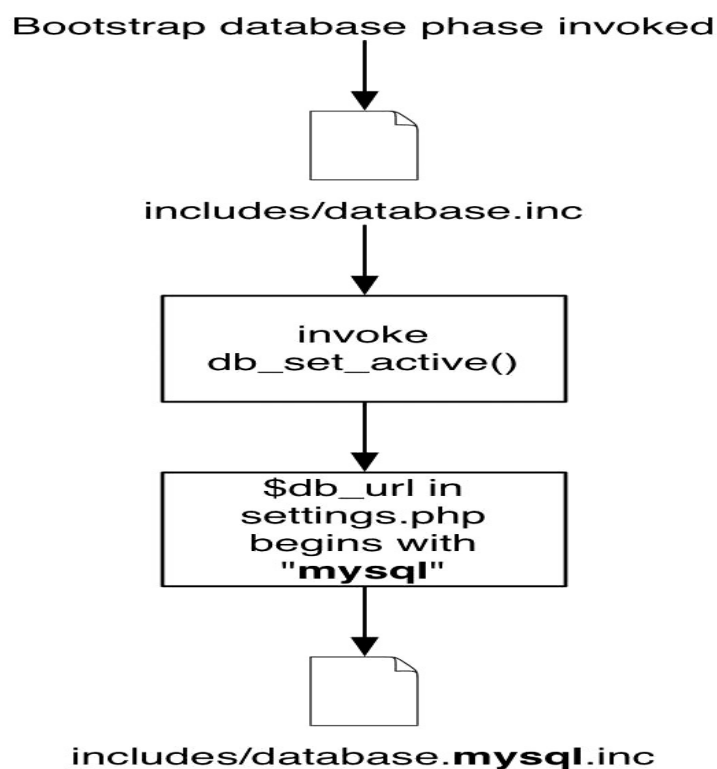 Bootstrap database phase invoked
includes/database.inc
invoke
db_set_active()
$db_url in
settings.php
begins with
"mysql"
includes/database.mysql.inc